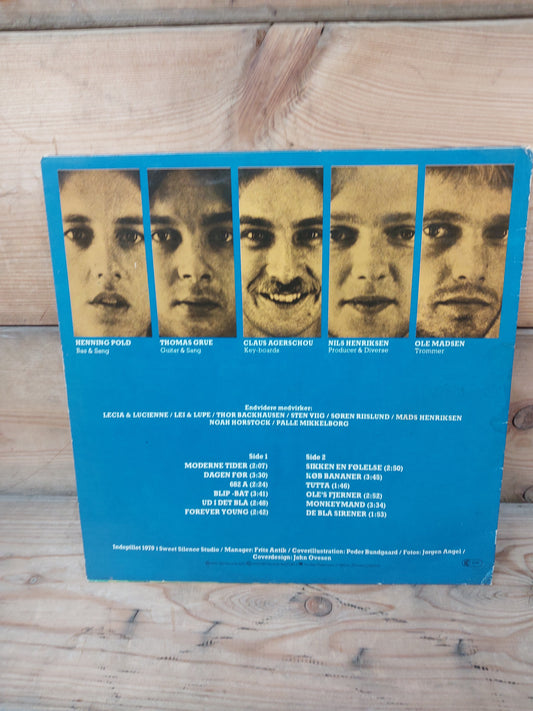 HENNING POLD
Bas & Sang
THOMAS GRUE
Guitar & Sang
CLAUS AGERSCHOU
Key-boards
NILS HENRIKSEN
Producer & Diverse
OLE MADSEN
Trommer
Endvidere medvirker:
LECIA & LUCIENNE / LEI & LUPE / THOR BACKHAUSEN / STEN VIIG / SØREN RIISLUND / MADS HENRIKSEN
NOAH HORSTOCK / PALLE MIKKELBORG
Side 1
MODERNE TIDER (2:07)
DAGEN FØR (3:30)
682 A (2:24)
BLIP-BÅT (3:41)
UD I DET BLÅ (2:48)
FOREVER YOUNG (2:42)
Side 2
SIKKEN EN FØLELSE (2:50)
KØB BANANER (3:45)
TUTTA (1:46)
OLE'S FJERNER (2:52)
MONKEYMAND (3:34)
DE BLÅ SIRENER (1:53)
Indspillet 1979 i Sweet Silence Studio / Manager: Frits Antik / Coverillustration: Peder Bundgaard / Fotos: Jørgen Angel /
Coverdesign: John Ovesen